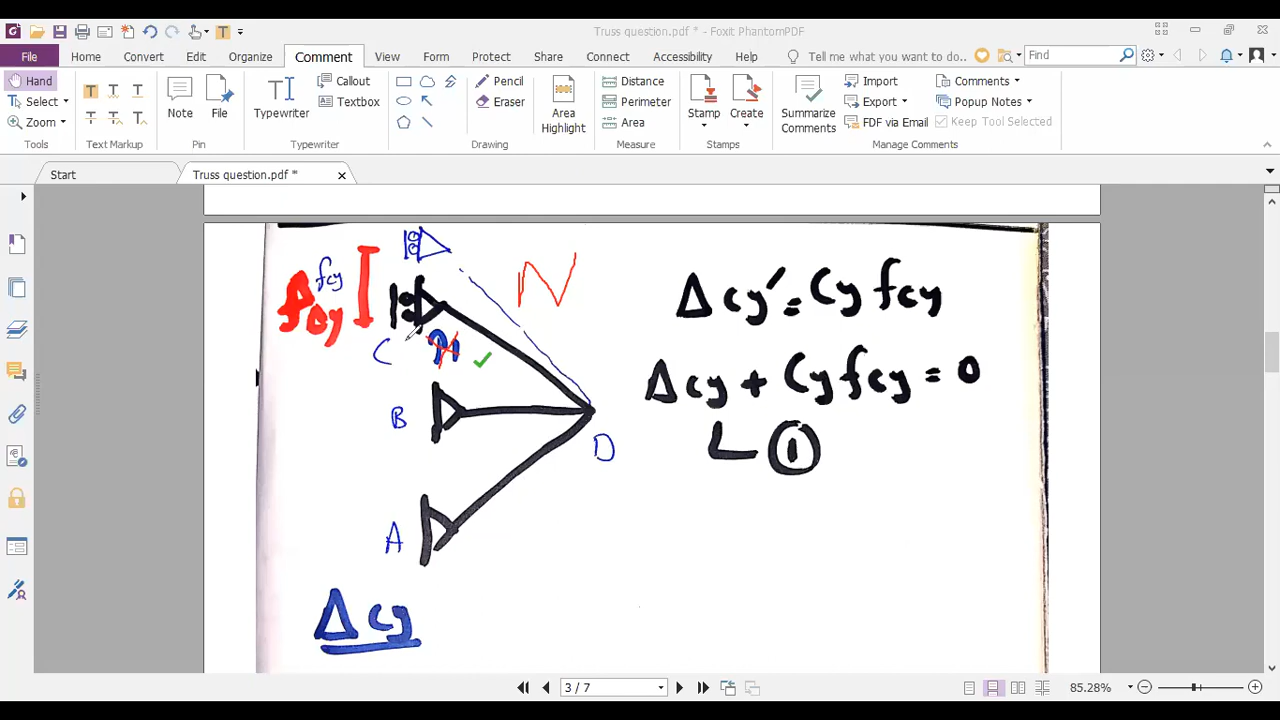 Truss question.pdf * - Foxit PhantomPDF
File Home Convert Edit Organize Comment View Form Protect Share Connect Accessibility Help Tell me what you want to do... Find
Hand
Select
Zoom
Tools
Text Markup
Note
File
Pin
Typewriter
Callout
Textbox
Typewriter
Pencil
Eraser
Area Highlight
Drawing
Distance
Perimeter
Area
Measure
Stamp
Create
Stamps
Summarize Comments
Import
Export
FDF via Email
Comments
Popup Notes
Keep Tool Selected
Manage Comments
Start
Truss question.pdf *
fcy
N
Δcy' = Cy fcy
C
Δcy + Cy fcy = 0
B
D
1
A
Δcy
3 / 7
85.28%